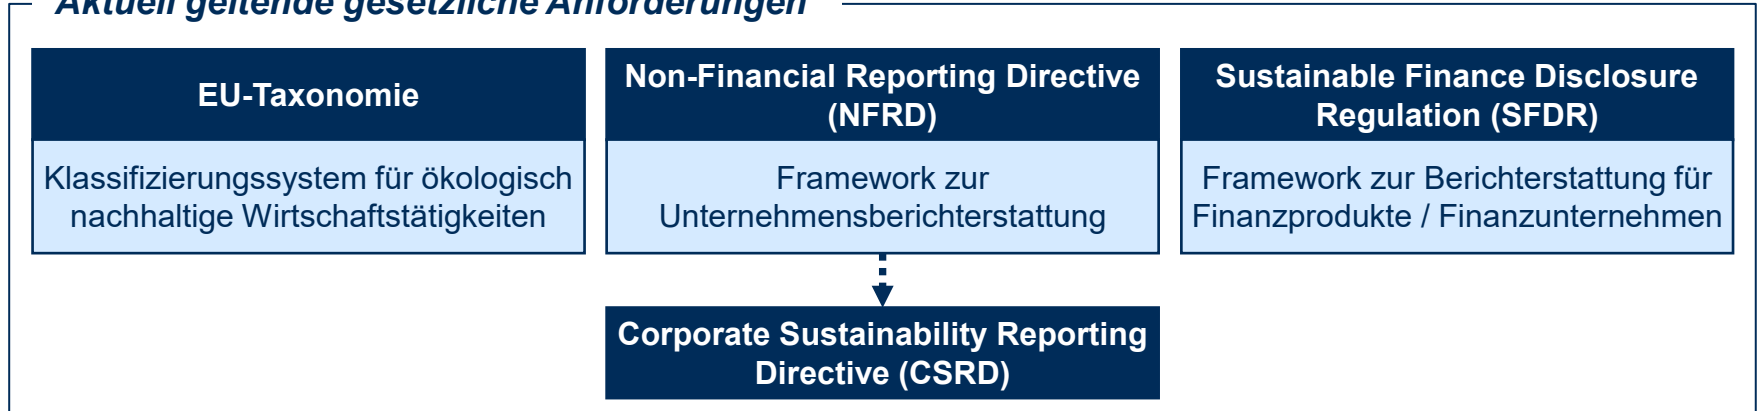 Aktuell geltende gesetzliche Anforderungen
EU-Taxonomie
Klassifizierungssystem für ökologisch
nachhaltige Wirtschaftstätigkeiten
Non-Financial Reporting Directive
(NFRD)
Framework zur
Unternehmensberichterstattung
Sustainable Finance Disclosure
Regulation (SFDR)
Framework zur Berichterstattung für
Finanzprodukte / Finanzunternehmen
Corporate Sustainability Reporting
Directive (CSRD)